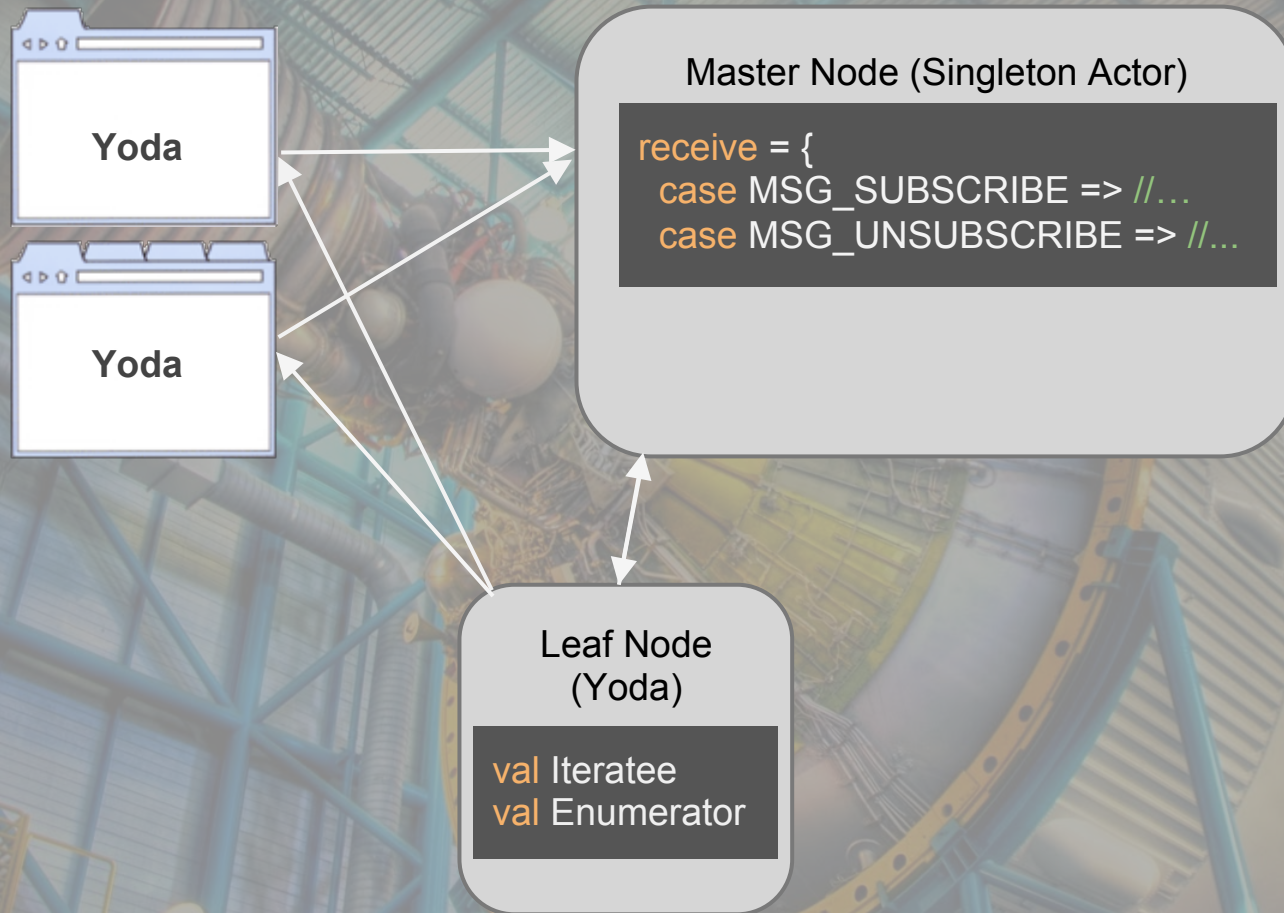 Yoda
Yoda
Master Node (Singleton Actor)
receive = {
case MSG_SUBSCRIBE => //…
case MSG_UNSUBSCRIBE => //...
Leaf Node
(Yoda)
val Iteratee
val Enumerator